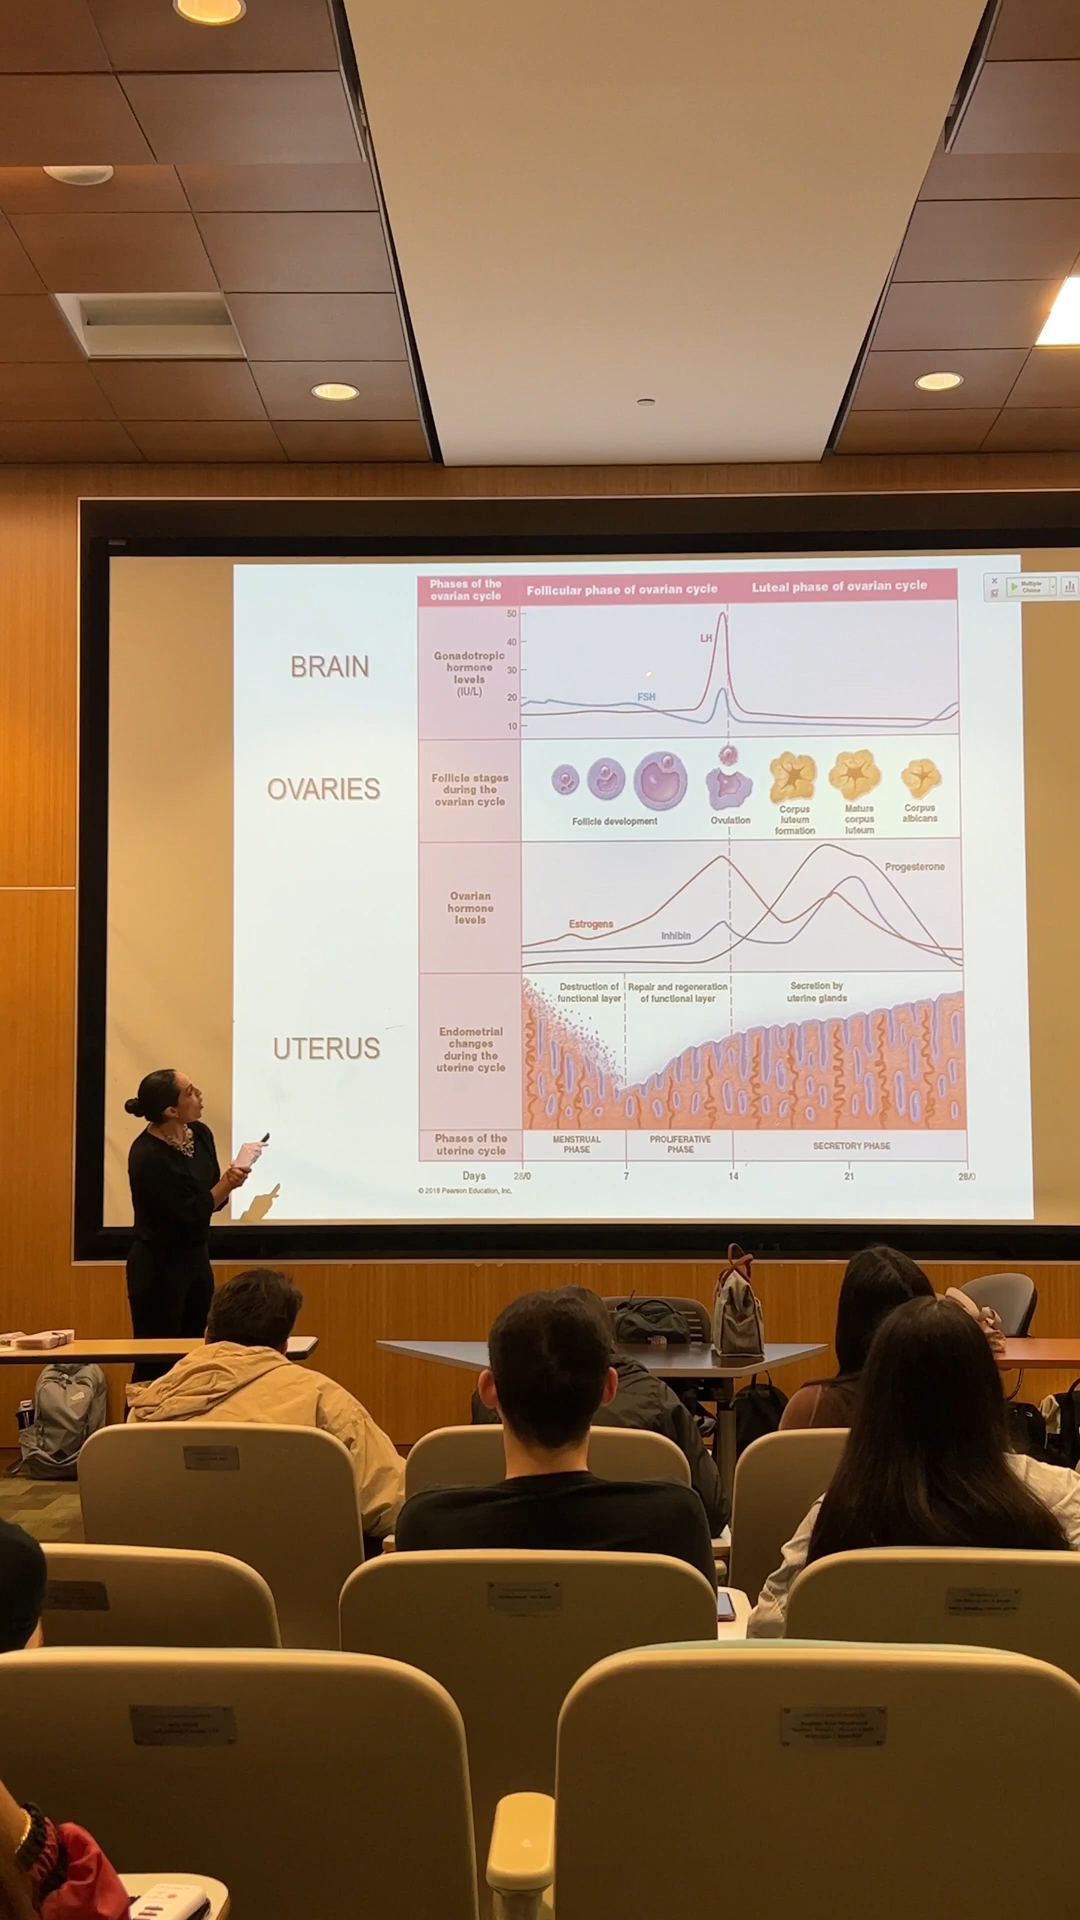 Phases of the
ovarian cycle
Follicular phase of ovarian cycle
Luteal phase of ovarian cycle
Multiple
Choice
BRAIN
Gonadotropic
hormone
levels
(IU/L)
50
40
30
20
10
LH
FSH
OVARIES
Follicle stages
during the
ovarian cycle
Follicle development
Ovulation
Corpus
luteum
formation
Mature
corpus
luteum
Corpus
albicans
Ovarian
hormone
levels
Estrogens
Inhibin
Progesterone
UTERUS
Endometrial
changes
during the
uterine cycle
Destruction of
functional layer
Repair and regeneration
of functional layer
Secretion by
uterine glands
Phases of the
uterine cycle
MENSTRUAL
PHASE
PROLIFERATIVE
PHASE
SECRETORY PHASE
Days
28/0
7
14
21
28/0
© 2018 Pearson Education, Inc.